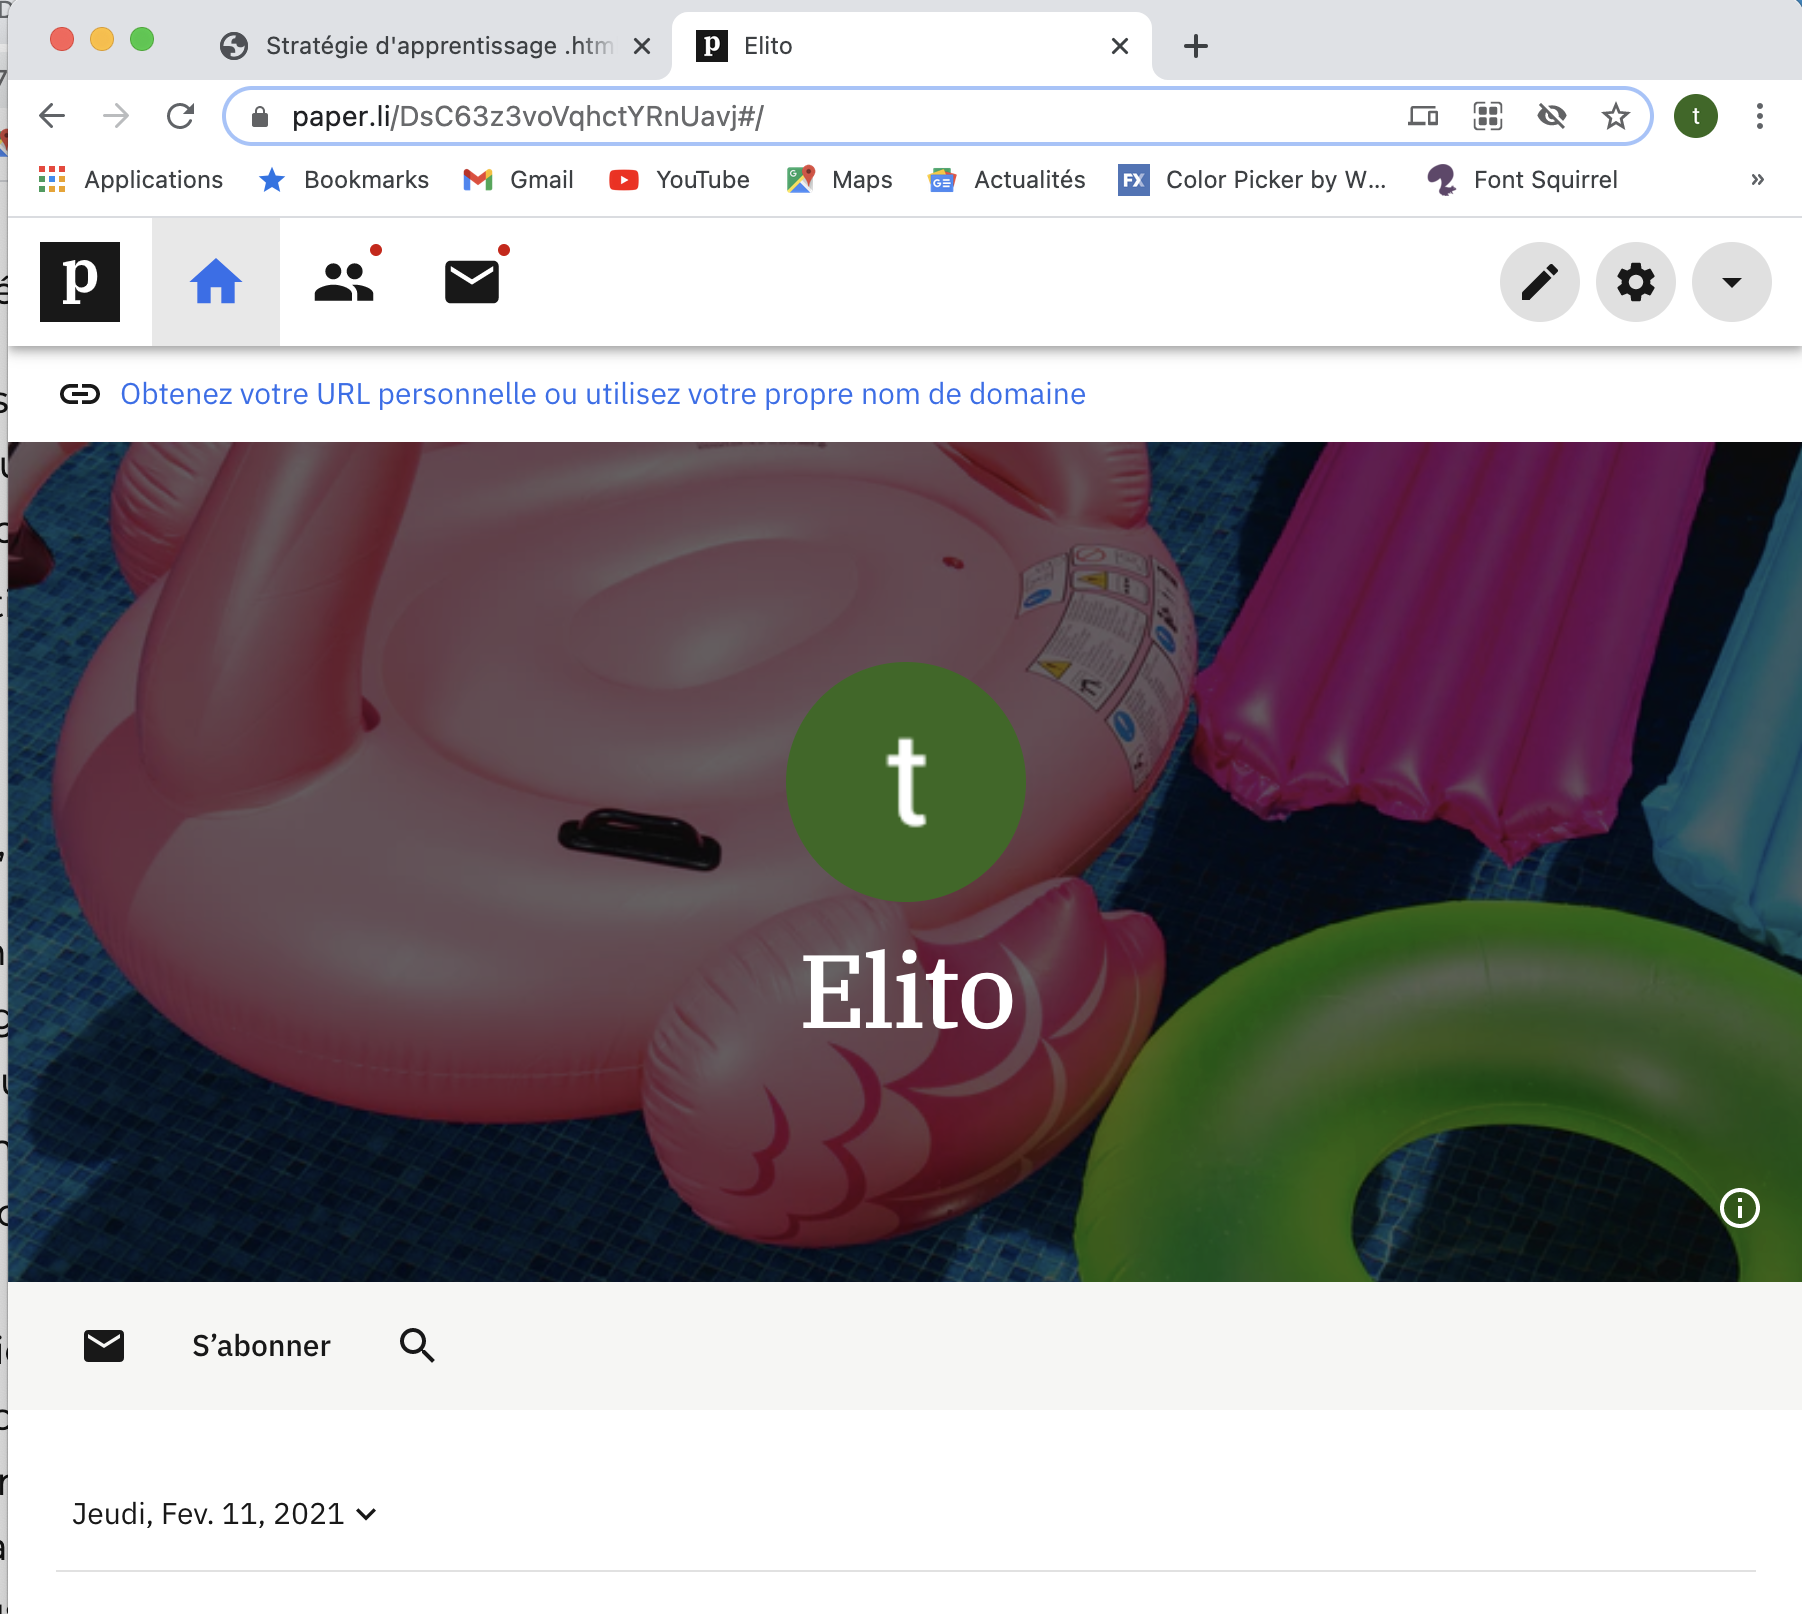 Stratégie d'apprentissage .htm
Elito
paper.li/DsC63z3voVqhctYRnUavj#/
t
Applications
Bookmarks
Gmail
YouTube
Maps
Actualités
FX
Color Picker by W...
Font Squirrel
»
p
Obtenez votre URL personnelle ou utilisez votre propre nom de domaine
t
Elito
S’abonner
Jeudi, Fev. 11, 2021